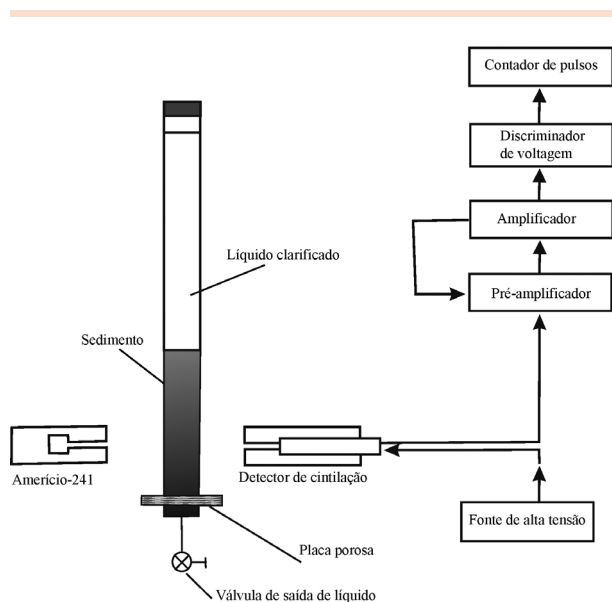 Contador de pulsos
Discriminador
de voltagem
Amplificador
Líquido clarificado
Pré-amplificador
Sedimento
Amerício-241
Detector de cintilação
Fonte de alta tensão
Placa porosa
Válvula de saída de líquido